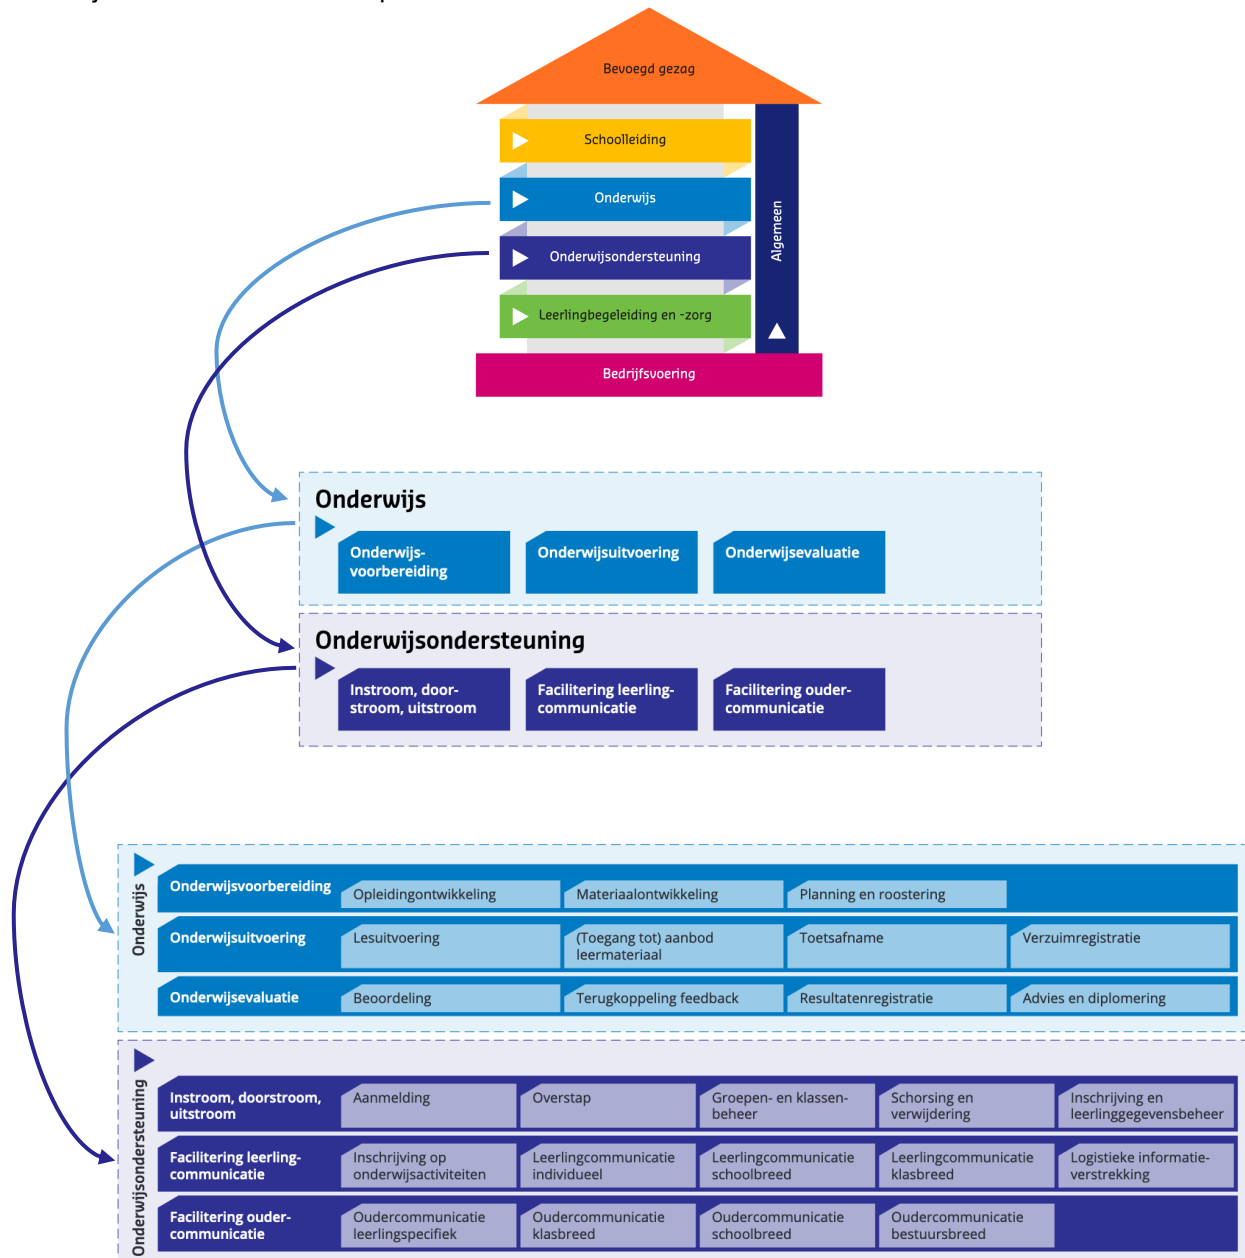 Bevoegd gezag
Schoolleiding
Onderwijs
Onderwijsondersteuning
Leerlingbegeleiding en -zorg
Algemeen
Bedrijfsvoering
Onderwijs
Onderwijs-
voorbereiding
Onderwijsuitvoering
Onderwijsevaluatie
Onderwijsondersteuning
Instroom, door-
stroom, uitstroom
Facilitering leerling-
communicatie
Facilitering ouder-
communicatie
Onderwijs
Onderwijsvoorbereiding
Opleidingontwikkeling
Materiaalontwikkeling
Planning en roostering
Onderwijsuitvoering
Lesuitvoering
(Toegang tot) aanbod
leermateriaal
Toetsafname
Verzuimregistratie
Onderwijsevaluatie
Beoordeling
Terugkoppeling feedback
Resultatenregistratie
Advies en diplomering
Onderwijsondersteuning
Instroom, doorstroom,
uitstroom
Aanmelding
Overstap
Groepen- en klassen-
beheer
Schorsing en
verwijdering
Inschrijving en
leerlinggegevensbeheer
Facilitering leerling-
communicatie
Inschrijving op
onderwijsactiviteiten
Leerlingcommunicatie
individueel
Leerlingcommunicatie
schoolbreed
Leerlingcommunicatie
klasbreed
Logistieke informatie-
verstrekking
Facilitering ouder-
communicatie
Oudercommunicatie
leerlingspecifiek
Oudercommunicatie
klasbreed
Oudercommunicatie
schoolbreed
Oudercommunicatie
bestuursbreed